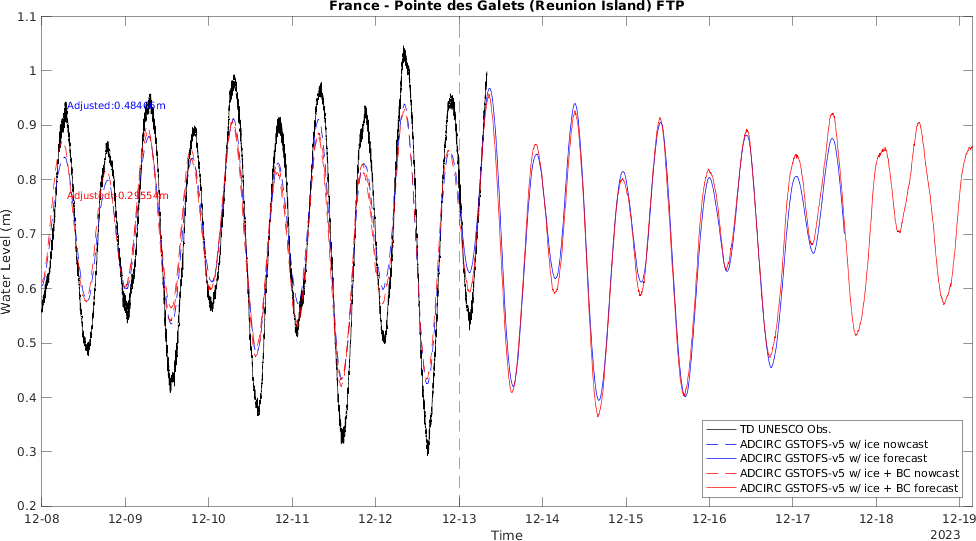 France - Pointe des Galets (Reunion Island) FTP
1.1
1
0.9
0.8
0.7
0.6
0.5
0.4
0.3
0.2
Water Level (m)
Adjusted:0.48466m
TD UNESCO Obs.
ADCIRC GSTOFS-v5 w/ ice nowcast
ADCIRC GSTOFS-v5 w/ ice forecast
ADCIRC GSTOFS-v5 w/ ice + BC nowcast
ADCIRC GSTOFS-v5 w/ ice + BC forecast
12-08 12-09 12-10 12-11 12-12 12-13 12-14 12-15 12-16 12-17 12-18 12-19
Time
2023